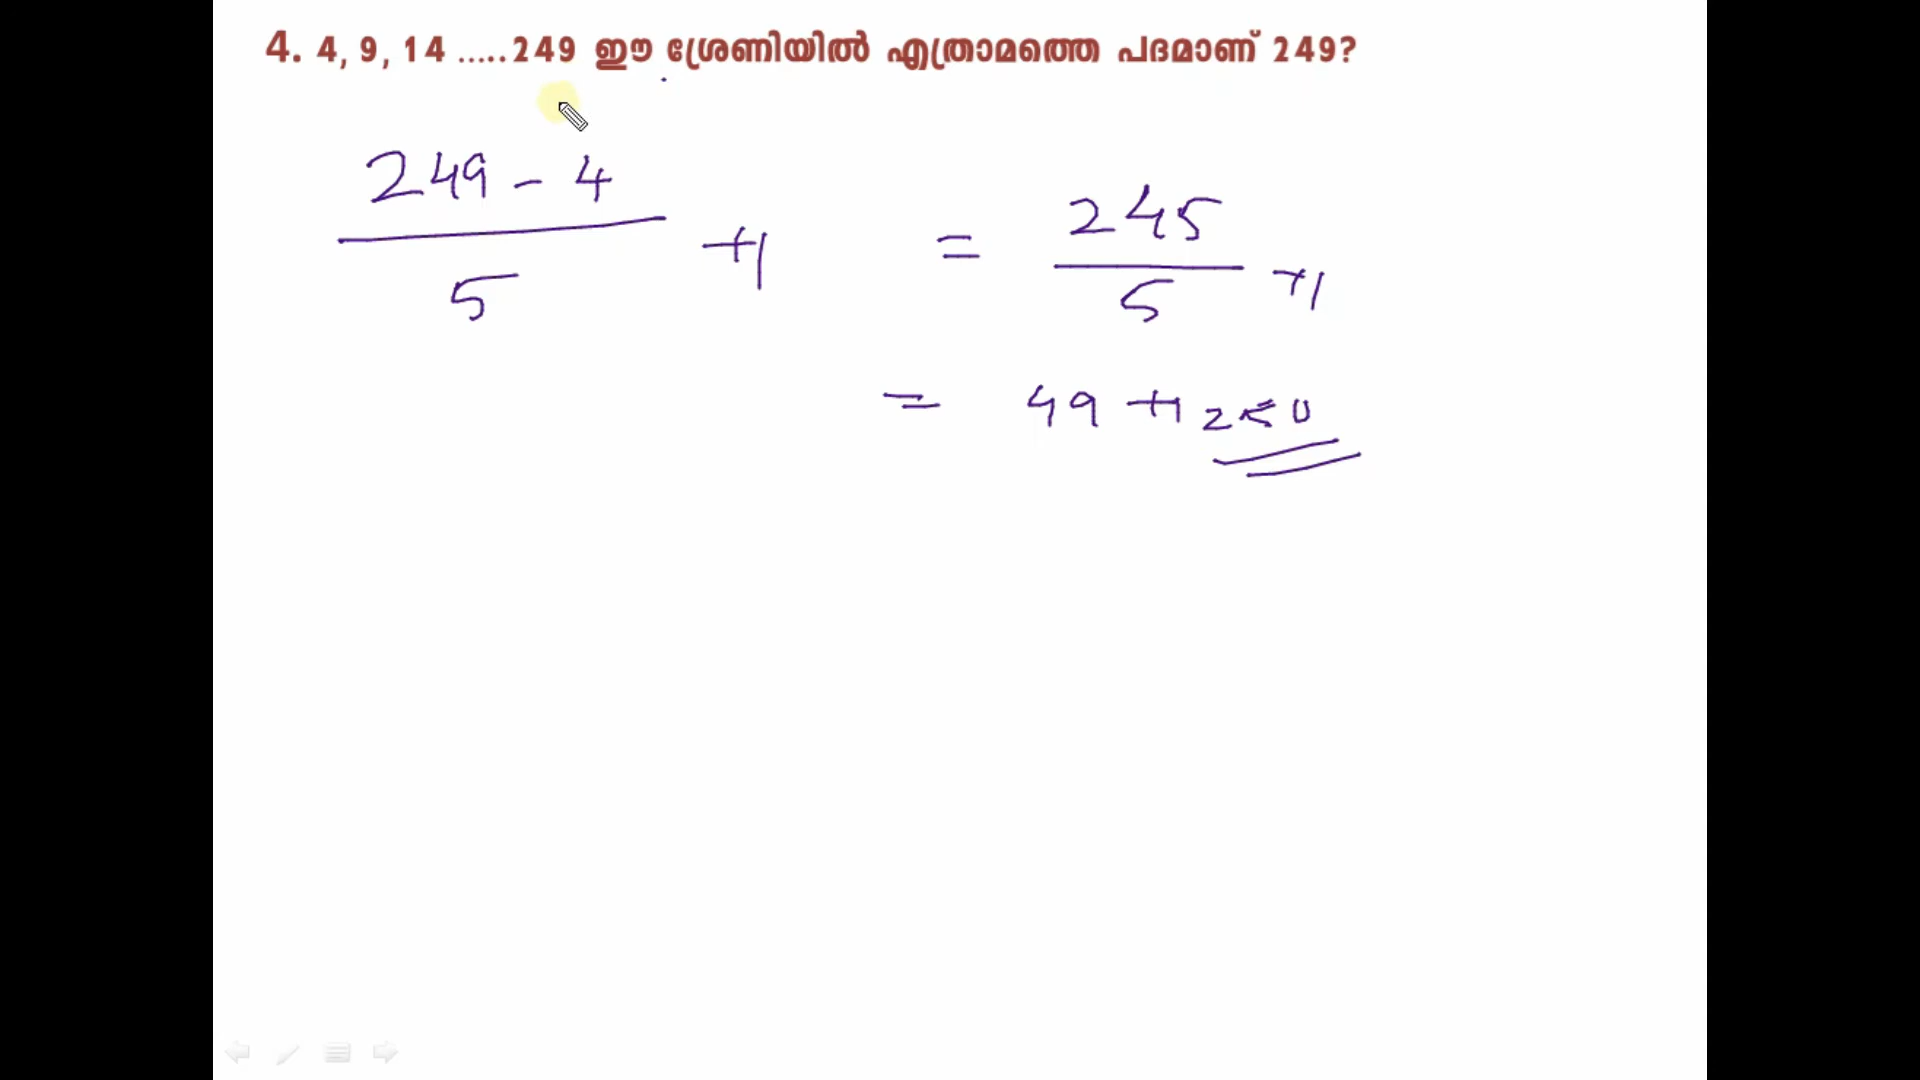 4. 4, 9, 14 .....249 ഈ ശ്രേണിയിൽ എത്രാമത്തെ പദമാണ് 249?
249 - 4
5
+1
= 245
5
+1
= 49 +1 = 50